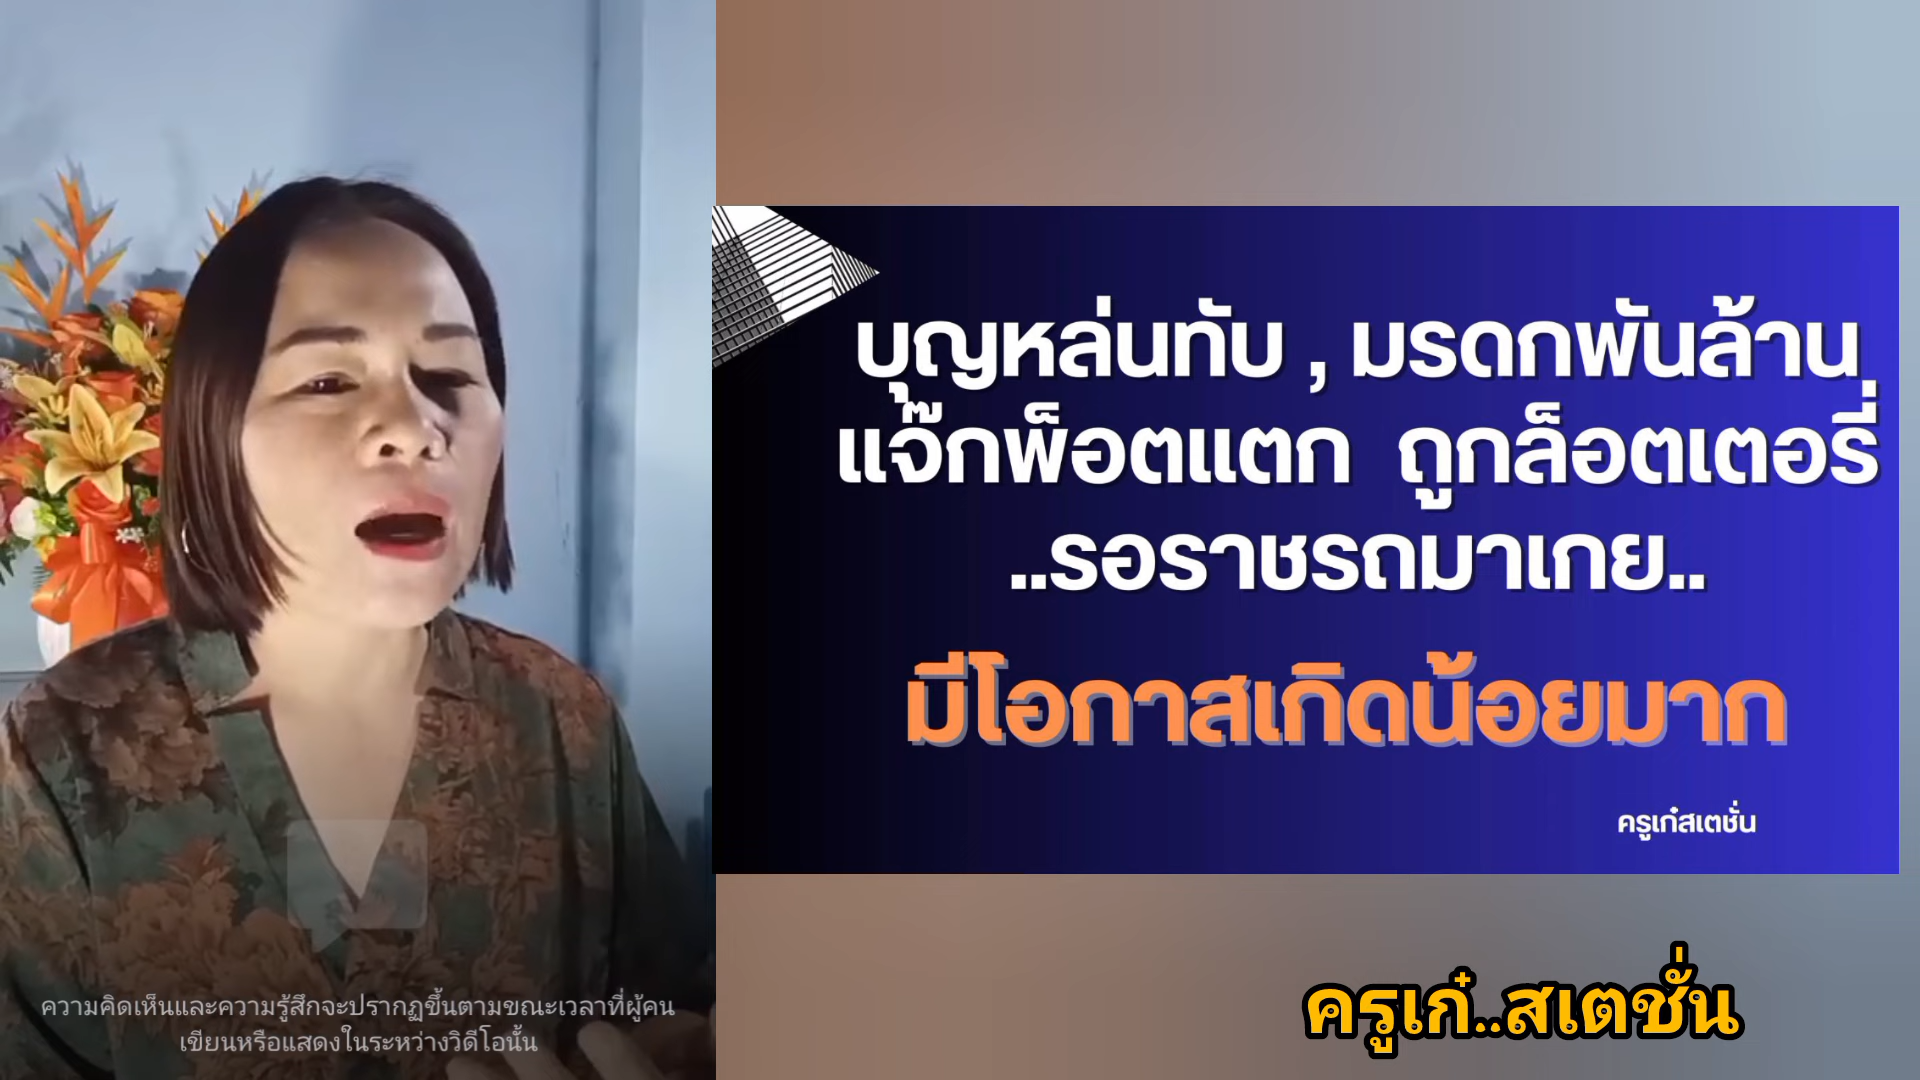 บุญหล่นทับ , มรดกพันล้าน
แจ๊กพ็อตแตก ถูกล็อตเตอรี่
..รอราชรถมาเกย..
มีโอกาสเกิดน้อยมาก
ครูเก๋สเตชั่น
ความคิดเห็นและความรู้สึกจะปรากฏขึ้นตามขณะเวลาที่ผู้คน
เขียนหรือแสดงในระหว่างวิดีโอนั้น
ครูเก๋..สเตชั่น